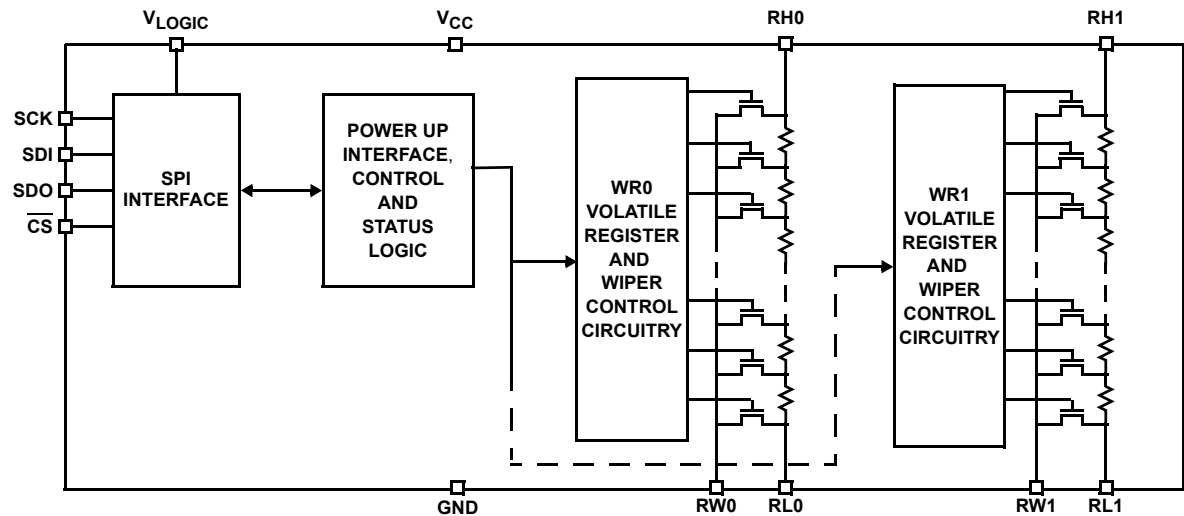 VLOGIC
VCC
RH0
RH1
SCK
SDI
SDO
CS
SPI
INTERFACE
POWER UP
INTERFACE,
CONTROL
AND
STATUS
LOGIC
WR0
VOLATILE
REGISTER
AND
WIPER
CONTROL
CIRCUITRY
WR1
VOLATILE
REGISTER
AND
WIPER
CONTROL
CIRCUITRY
GND
RW0
RL0
RW1
RL1